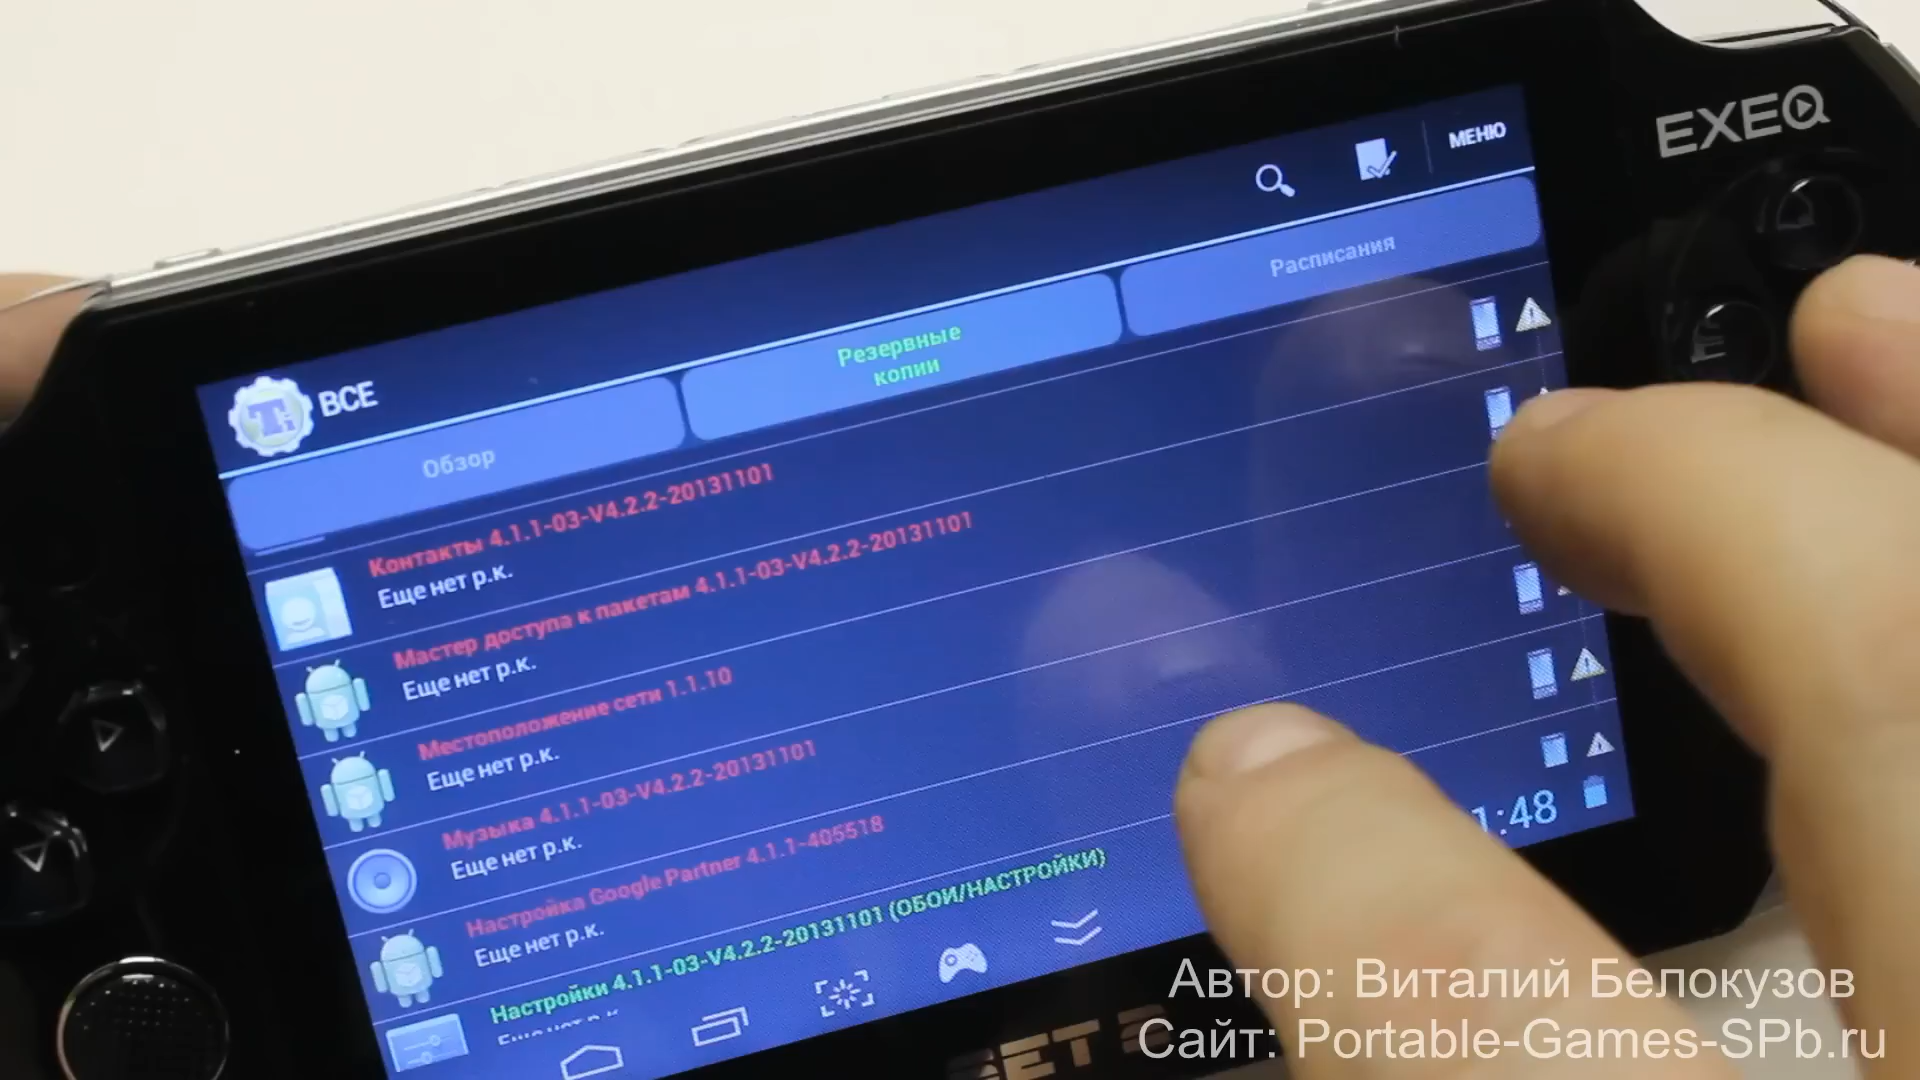 EXEQ
МЕНЮ
ВСЕ
Обзор
Резервные
копии
Расписания
Контакты 4.1.1-03-V4.2.2-20131101
Еще нет р.к.
Мастер доступа к пакетам 4.1.1-03-V4.2.2-20131101
Еще нет р.к.
Местоположение сети 1.1.10
Еще нет р.к.
Музыка 4.1.1-03-V4.2.2-20131101
Еще нет р.к.
Настройка Google Partner 4.1.1-405518
Еще нет р.к.
Настройки 4.1.1-03-V4.2.2-20131101 (ОБОИ/НАСТРОЙКИ)
1:48
Автор: Виталий Белокузов
Сайт: Portable-Games-SPb.ru